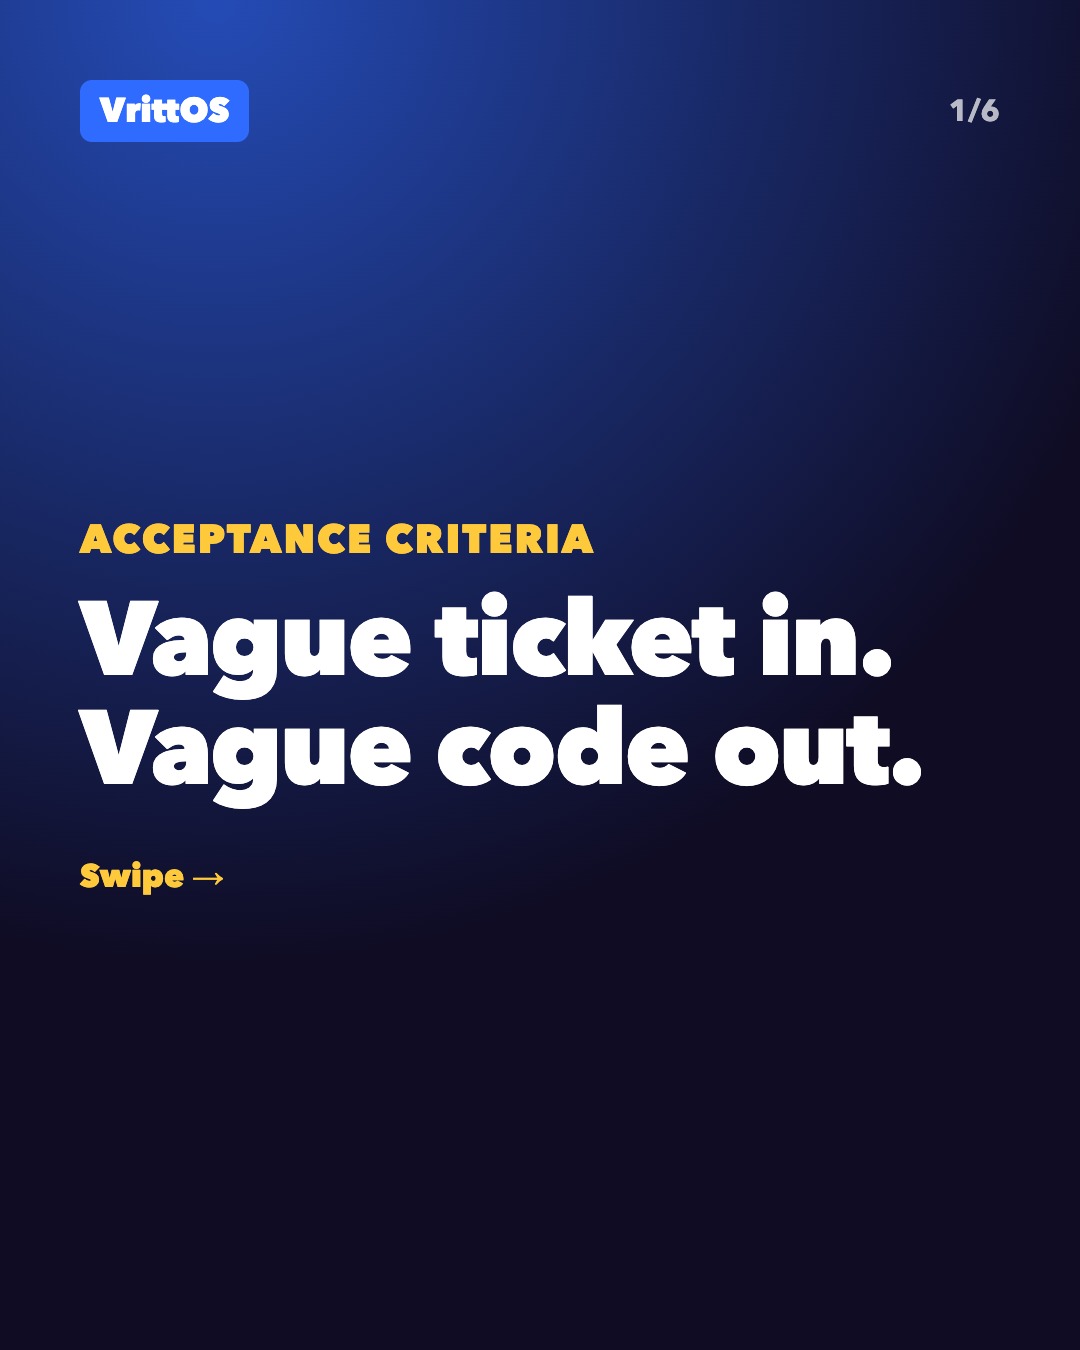 VrittOS
1/6
ACCEPTANCE CRITERIA
Vague ticket in.
Vague code out.
Swipe →